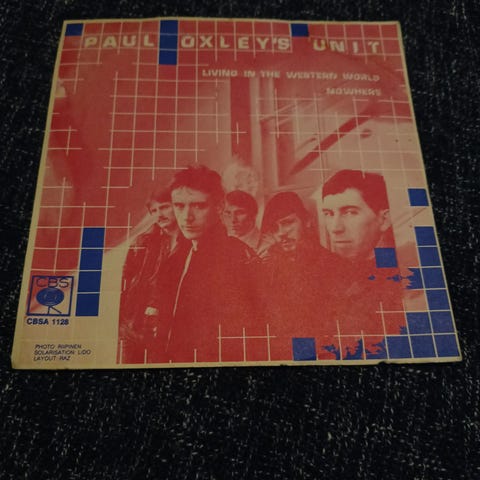 PAUL OXLEY'S UNIT
LIVING IN THE WESTERN WORLD
NOWHERE
CBS
CBSA 1128
PHOTO RIIPINEN
SOLARISATION: LIDO
LAYOUT: RAZ